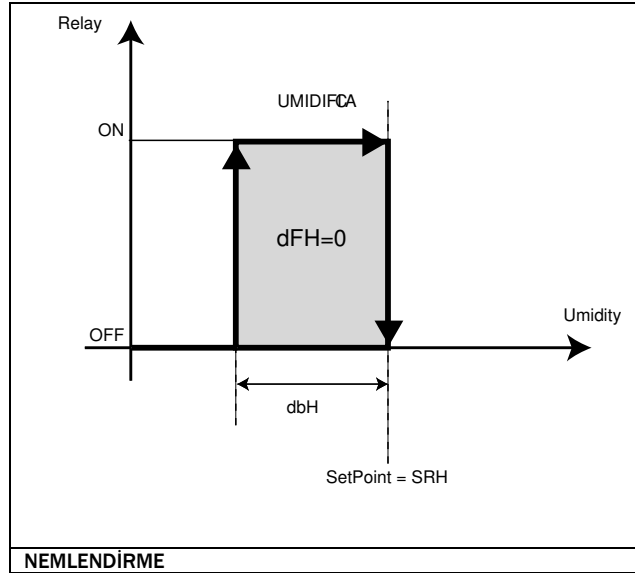 Relay
UMIDIFCA
ON
dFH=0
Umidity
OFF
dbH
SetPoint = SRH
NEMLENDİRME